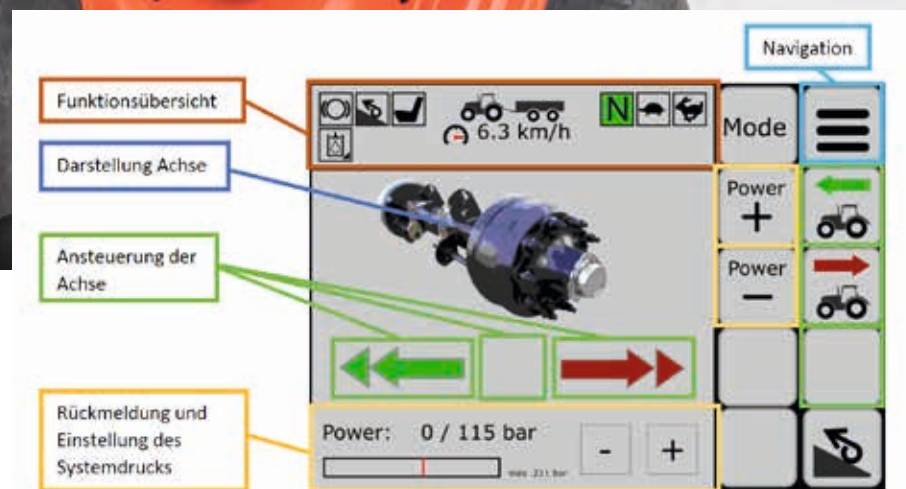 Navigation
Funktionsübersicht
N
6.3 km/h
Mode
Darstellung Achse
Power
+
Ansteuerung der
Achse
Power
-
Rückmeldung und
Einstellung des
Systemdrucks
Power: 0 / 115 bar
- +